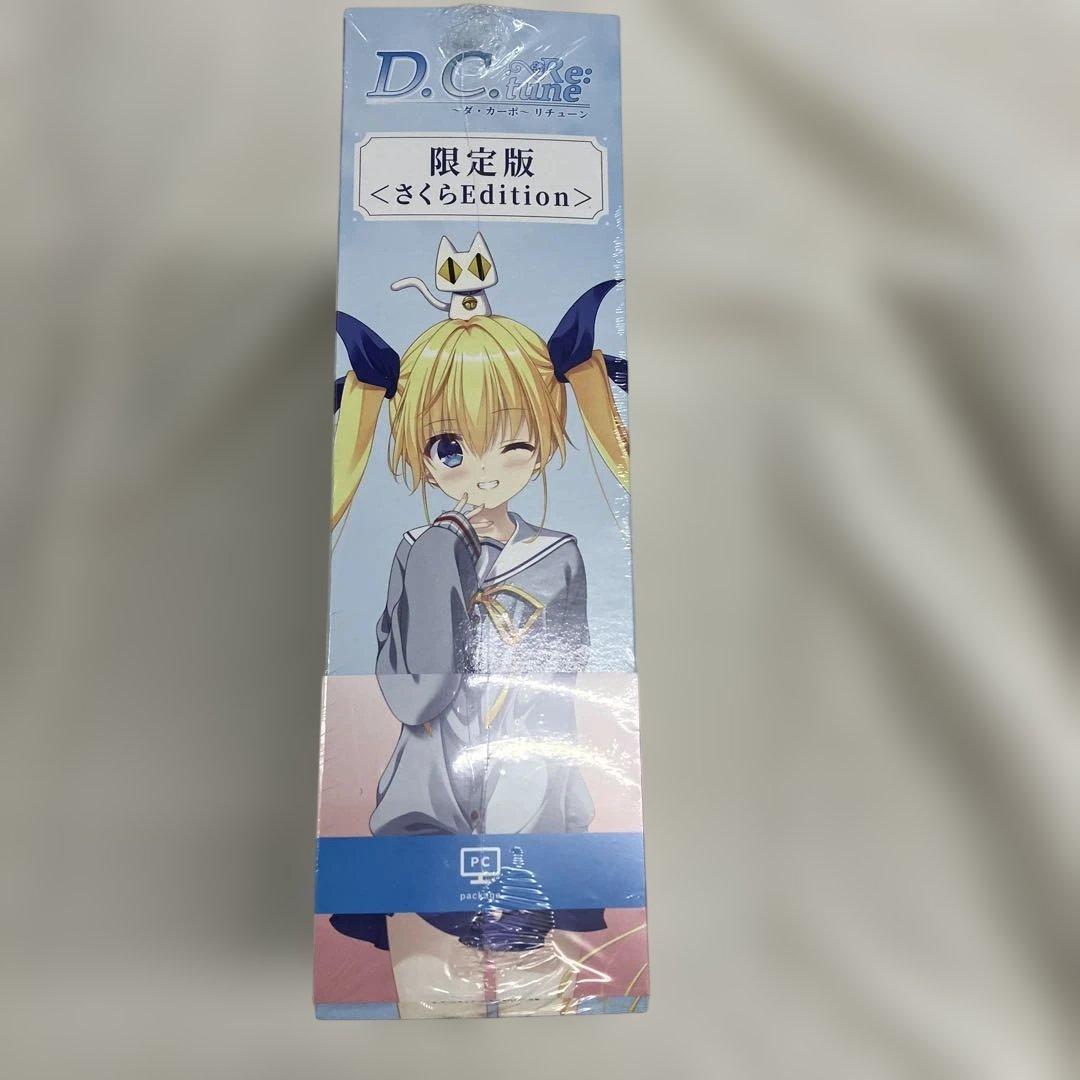 D.C. Re:tune
～ダ・カーポ～ リチューン
限定版
＜さくらEdition＞
PC
package